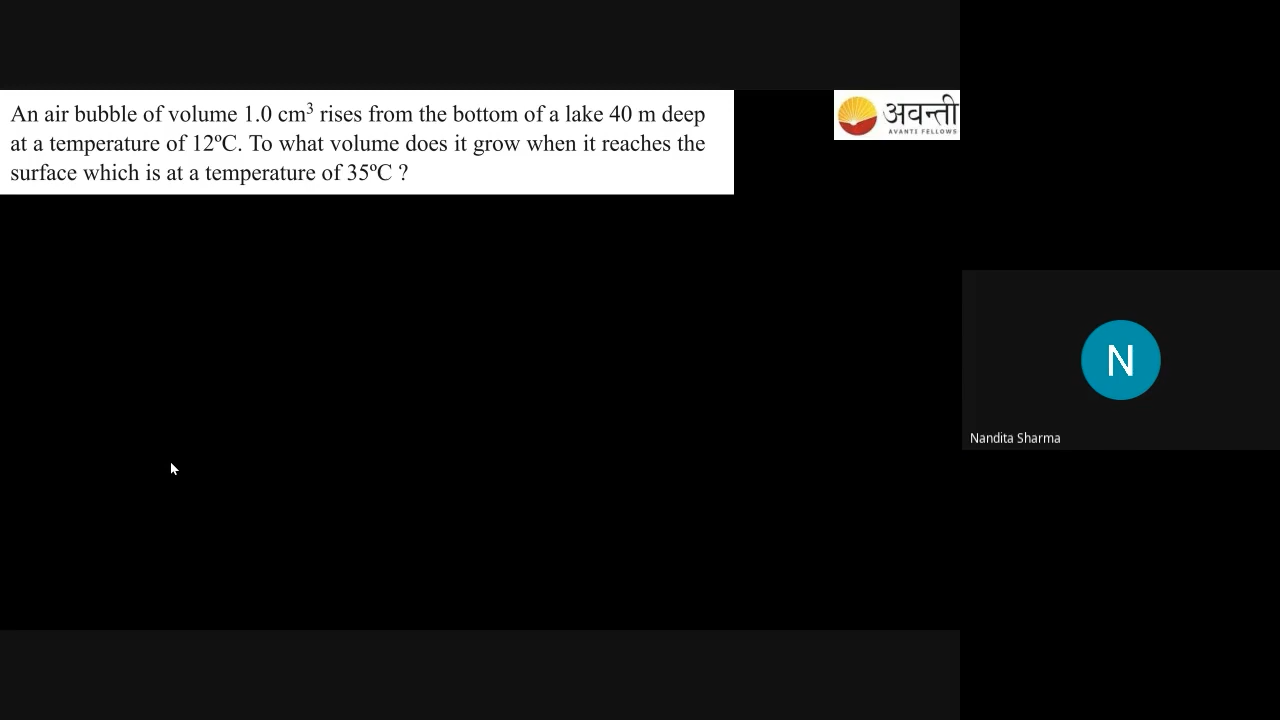 An air bubble of volume 1.0 cm³ rises from the bottom of a lake 40 m deep
at a temperature of 12ºC. To what volume does it grow when it reaches the
surface which is at a temperature of 35ºC ?
अवन्ती
AVANTI FELLOWS
N
Nandita Sharma